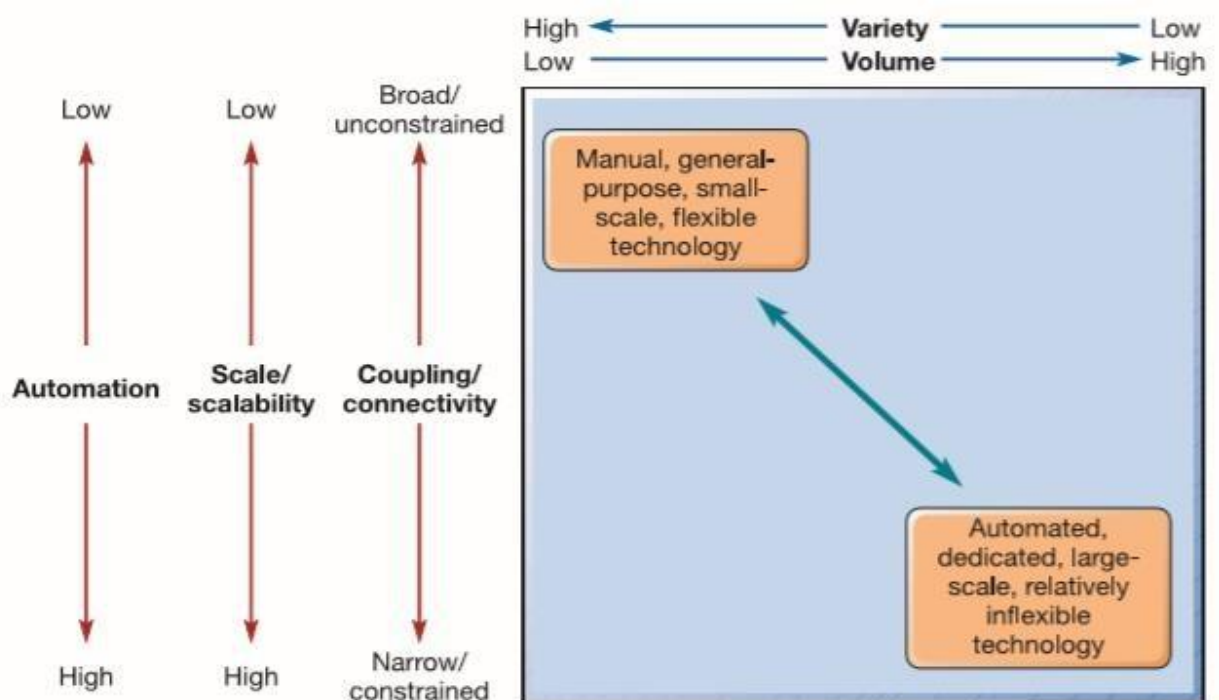 High Variety Low
Low Volume High
Low
Low
Broad/
unconstrained
Automation
Scale/
scalability
Coupling/
connectivity
High
High
Narrow/
constrained
Manual, general-
purpose, small-
scale, flexible
technology
Automated,
dedicated, large-
scale, relatively
inflexible
technology